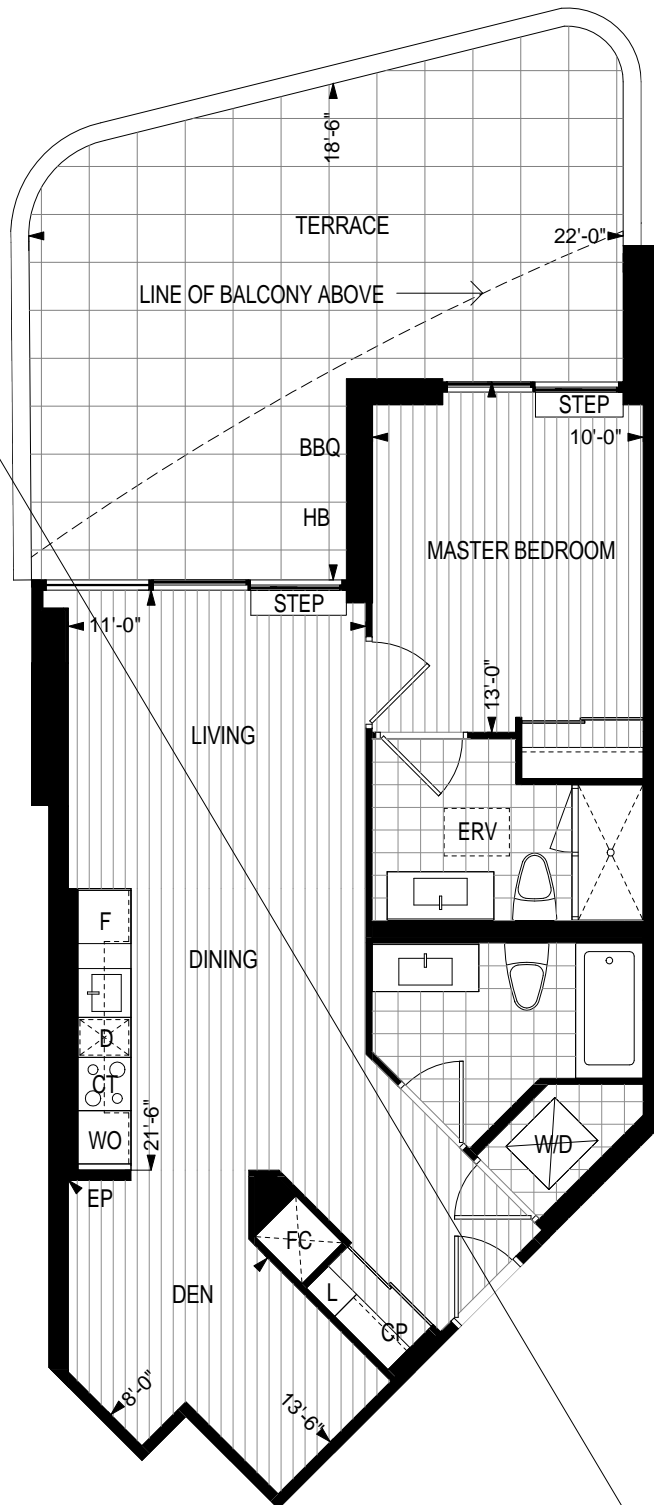 18'-6"
TERRACE
22'-0"
LINE OF BALCONY ABOVE
STEP
10'-0"
BBQ
HB
MASTER BEDROOM
STEP
11'-0"
13'-0"
LIVING
ERV
F
DINING
D
CT
WO
21'-6"
W/D
EP
FC
DEN
L
CP
8'-0"
13'-6"